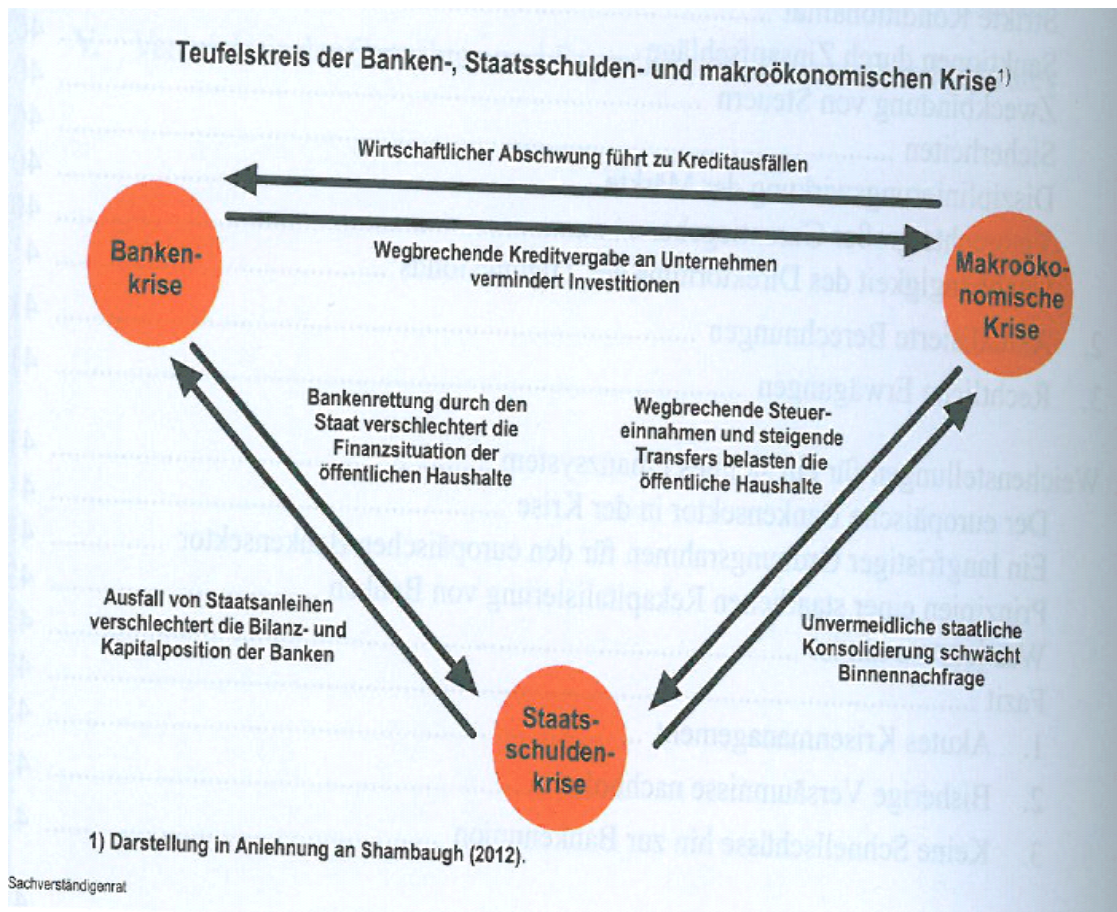 Teufelskreis der Banken-, Staatsschulden- und makroökonomischen Krise¹⁾
Wirtschaftlicher Abschwung führt zu Kreditausfällen
Banken-
krise
Wegbrechende Kreditvergabe an Unternehmen
vermindert Investitionen
Makroöko-
nomische
Krise
Bankenrettung durch den
Staat verschlechtert die
Finanzsituation der
öffentlichen Haushalte
Wegbrechende Steuer-
einnahmen und steigende
Transfers belasten die
öffentliche Haushalte
Ausfall von Staatsanleihen
verschlechtert die Bilanz- und
Kapitalposition der Banken
Unvermeidliche staatliche
Konsolidierung schwächt
Binnennachfrage
Staats-
schulden-
krise
1) Darstellung in Anlehnung an Shambaugh (2012).
Sachverständigenrat